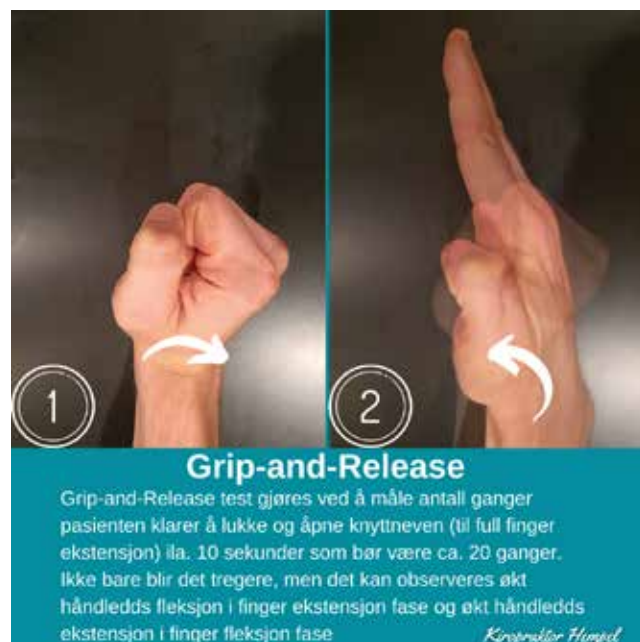 1
2
Grip-and-Release
Grip-and-Release test gjøres ved å måle antall ganger
pasienten klarer å lukke og åpne knyttneven (til full finger
ekstensjon) ila. 10 sekunder som bør være ca. 20 ganger.
Ikke bare blir det tregere, men det kan observeres økt
håndledds fleksjon i finger ekstensjon fase og økt håndledds
ekstensjon i finger fleksjon fase
Kiropraktor